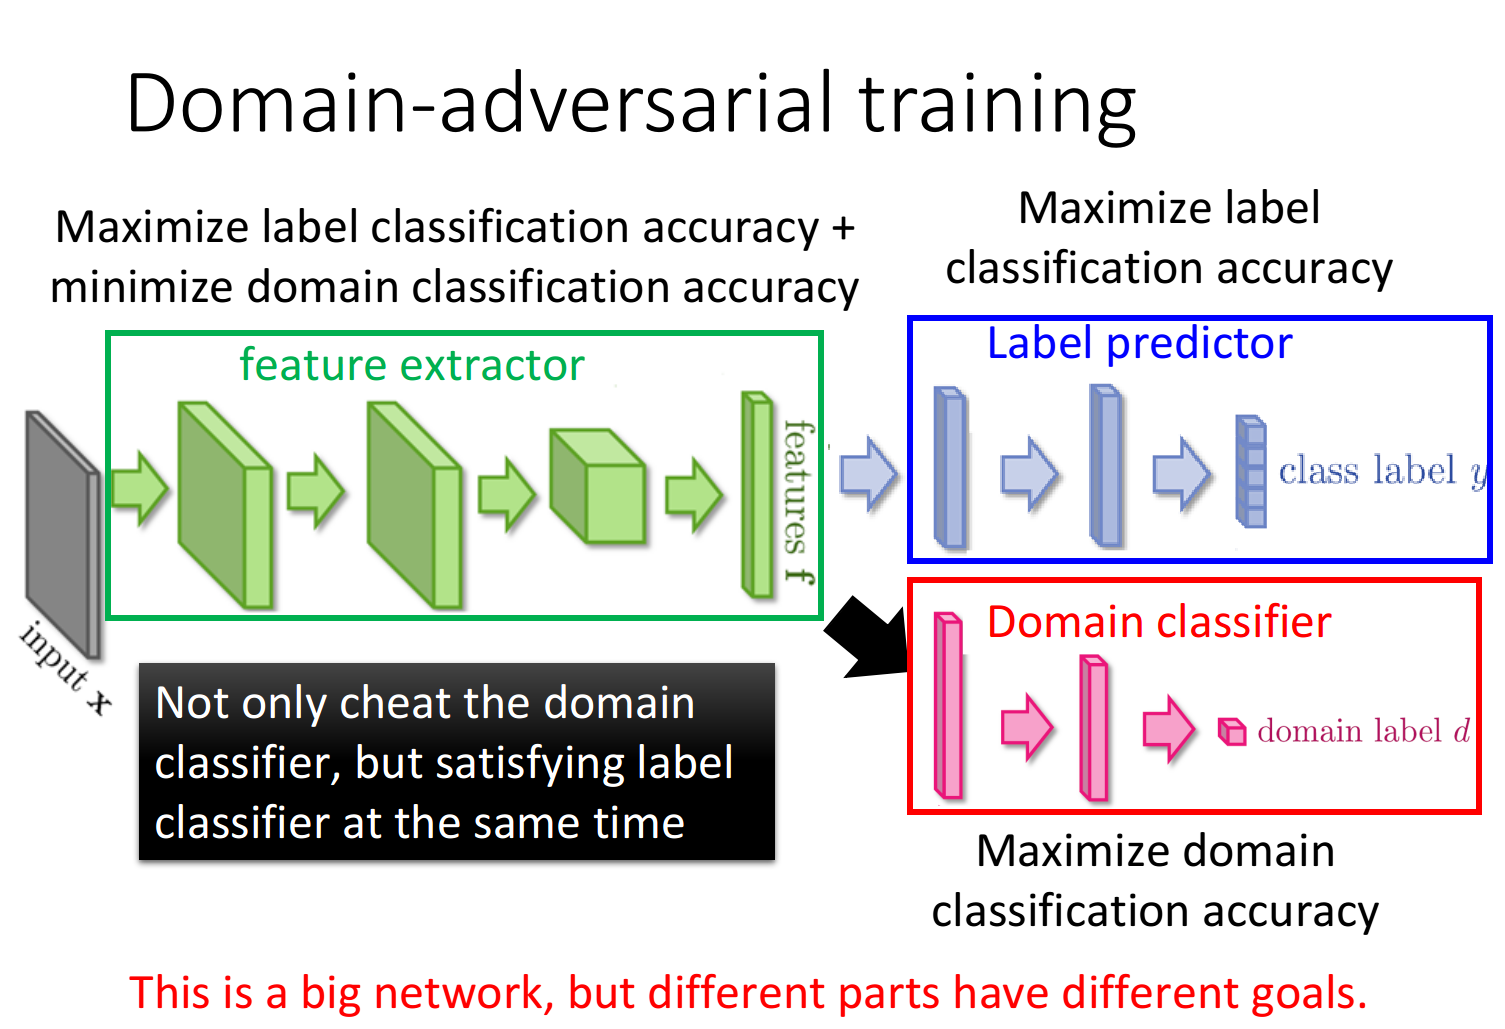 Domain-adversarial training
Maximize label classification accuracy +
minimize domain classification accuracy
Maximize label
classification accuracy
feature extractor
features f
input x
Label predictor
class label y
Domain classifier
domain label d
Not only cheat the domain
classifier, but satisfying label
classifier at the same time
Maximize domain
classification accuracy
This is a big network, but different parts have different goals.